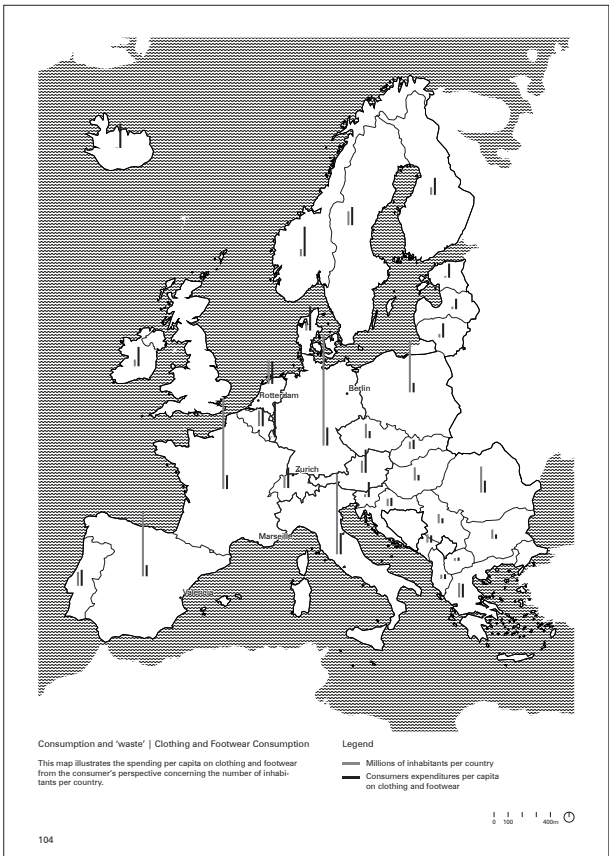 Rotterdam
Berlin
Zurich
Marseille
Valencia
Consumption and ‘waste’ | Clothing and Footwear Consumption
This map illustrates the spending per capita on clothing and footwear
from the consumer’s perspective concerning the number of inhabi-
tants per country.
Legend
Millions of inhabitants per country
Consumers expenditures per capita
on clothing and footwear
0 100 400m
104